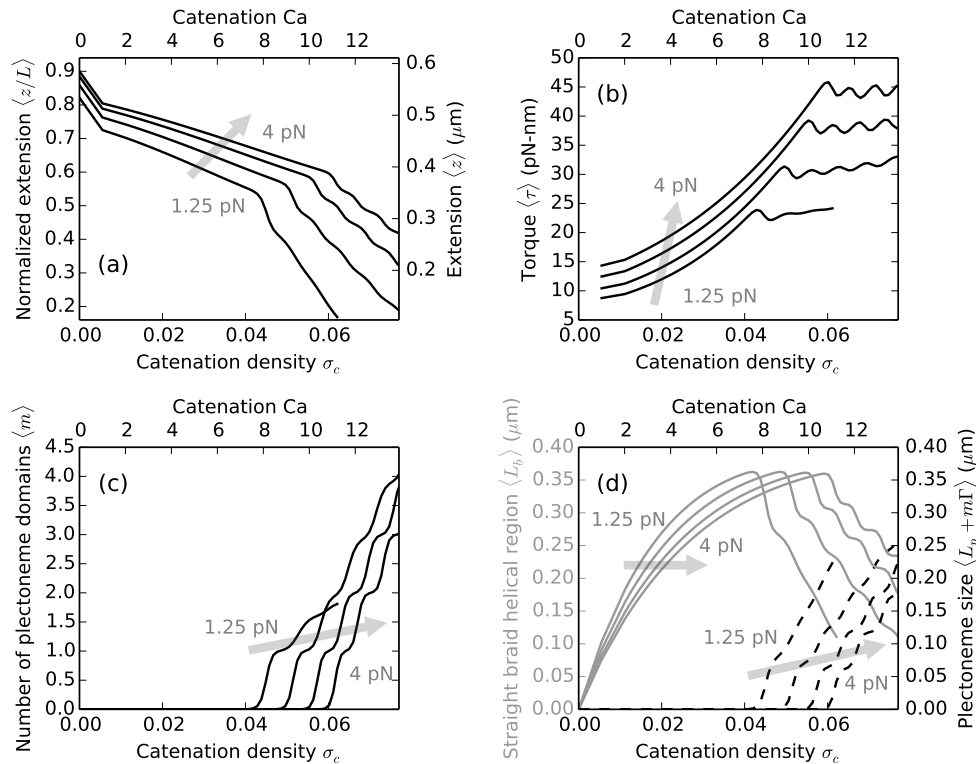 Catenation Ca
0 1 2 4 6 8 10 11 13
Normalized extension ⟨z/L⟩
0.9
0.8
0.7
0.6
0.5
0.4
0.3
0.2
4 pN
1.25 pN
(a)
0.6
0.5
0.4
0.3
0.2
Extension ⟨z⟩ (μm)
0.00 0.02 0.04 0.06
Catenation density σc
Catenation Ca
0 1 2 4 6 8 10 11 13
Torque ⟨τ⟩ (pN-nm)
50
45
40
35
30
25
20
15
10
5
(b)
4 pN
1.25 pN
0.00 0.02 0.04 0.06
Catenation density σc
Catenation Ca
0 2 4 6 8 10 12
Number of plectoneme domains ⟨m⟩
4.5
4.0
3.5
3.0
2.5
2.0
1.5
1.0
0.5
0.0
(c)
1.25 pN
4 pN
0.00 0.02 0.04 0.06
Catenation density σc
Catenation Ca
0 2 4 6 8 10 12
Straight braid helical region ⟨Lb⟩ (μm)
0.40
0.35
0.30
0.25
0.20
0.15
0.10
0.05
0.00
(d)
1.25 pN
4 pN
1.25 pN
4 pN
0.40
0.35
0.30
0.25
0.20
0.15
0.10
0.05
0.00
Plectoneme size ⟨Lp + mΓ⟩ (μm)
0.00 0.02 0.04 0.06
Catenation density σc